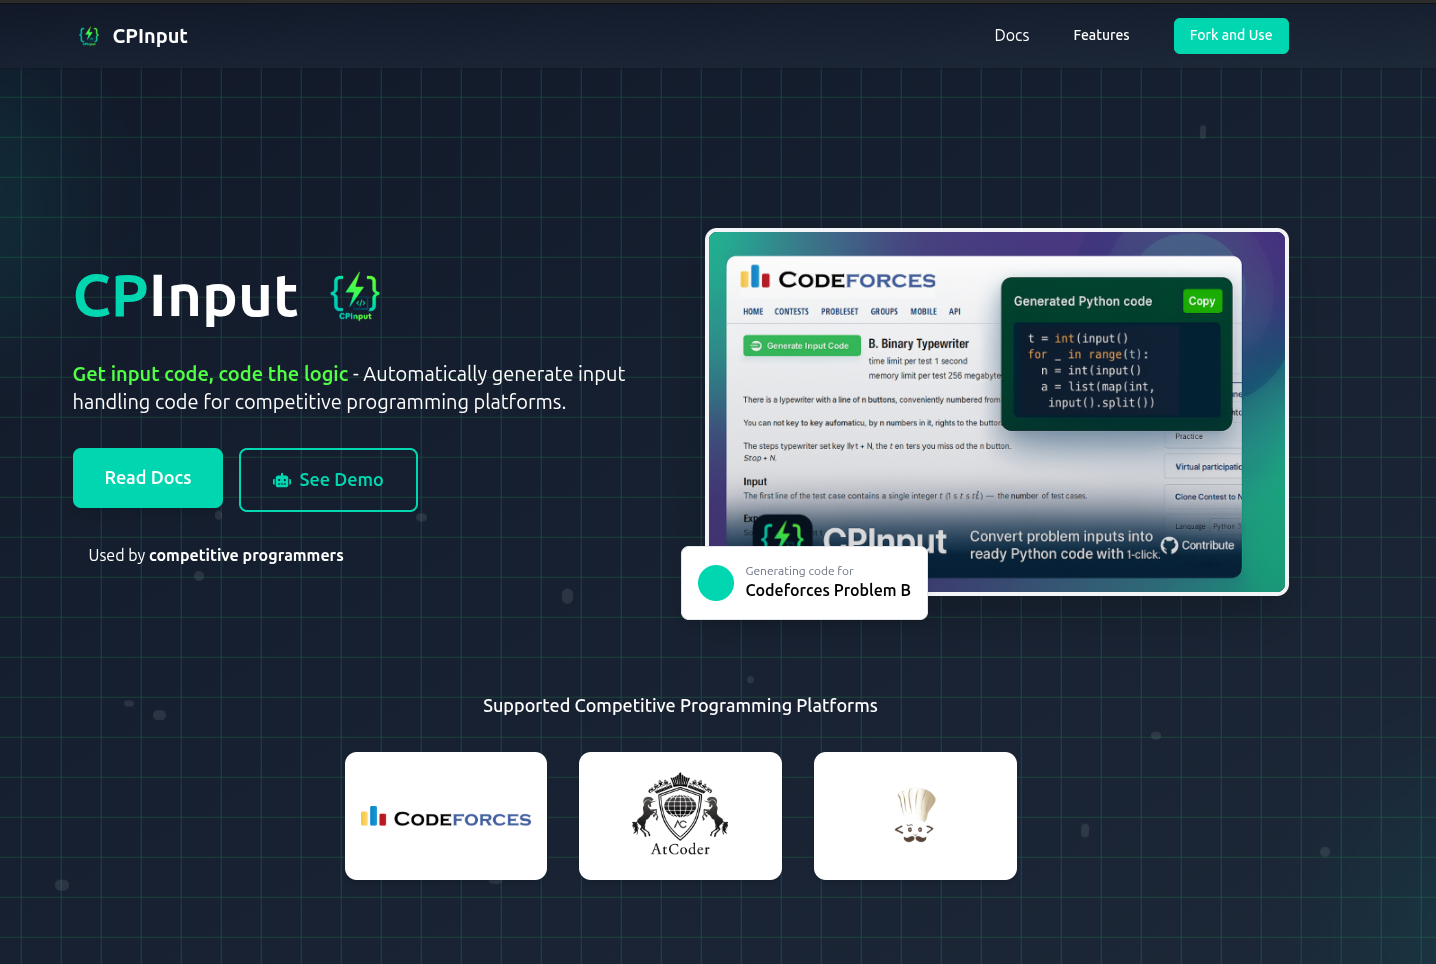 CPInput
Docs
Features
Fork and Use
CPInput
CPInput
Get input code, code the logic - Automatically generate input
handling code for competitive programming platforms.
Read Docs
See Demo
Used by competitive programmers
CODEFORCES
HOME CONTESTS PROBLESET GROUPS MOBILE API
Generate Input Code
B. Binary Typewriter
time limit per test 1 second
memory limit per test 256 megabyte
There is a lypewriter with a line of n buttons, conveniently numbered from
You can not key to key aufomaticu, by n numbers in it, rights to the button
The steps typewriter set key
+ N, the t en ters you miss od the n button.
Stop + N.
Input
The first line of the test case contains a single integer t
— the number of test cases.
Generated Python code
Copy
t = int(input()
for _ in range(t):
n = int(input()
a = list(map(int,
input().split())
Practice
Virtual participatic
Clone Contest to N
Language Python 3
CPInput
Convert problem inputs into
ready Python code with 1-click.
Contribute
Generating code for
Codeforces Problem B
Supported Competitive Programming Platforms
CODEFORCES
AC
AtCoder